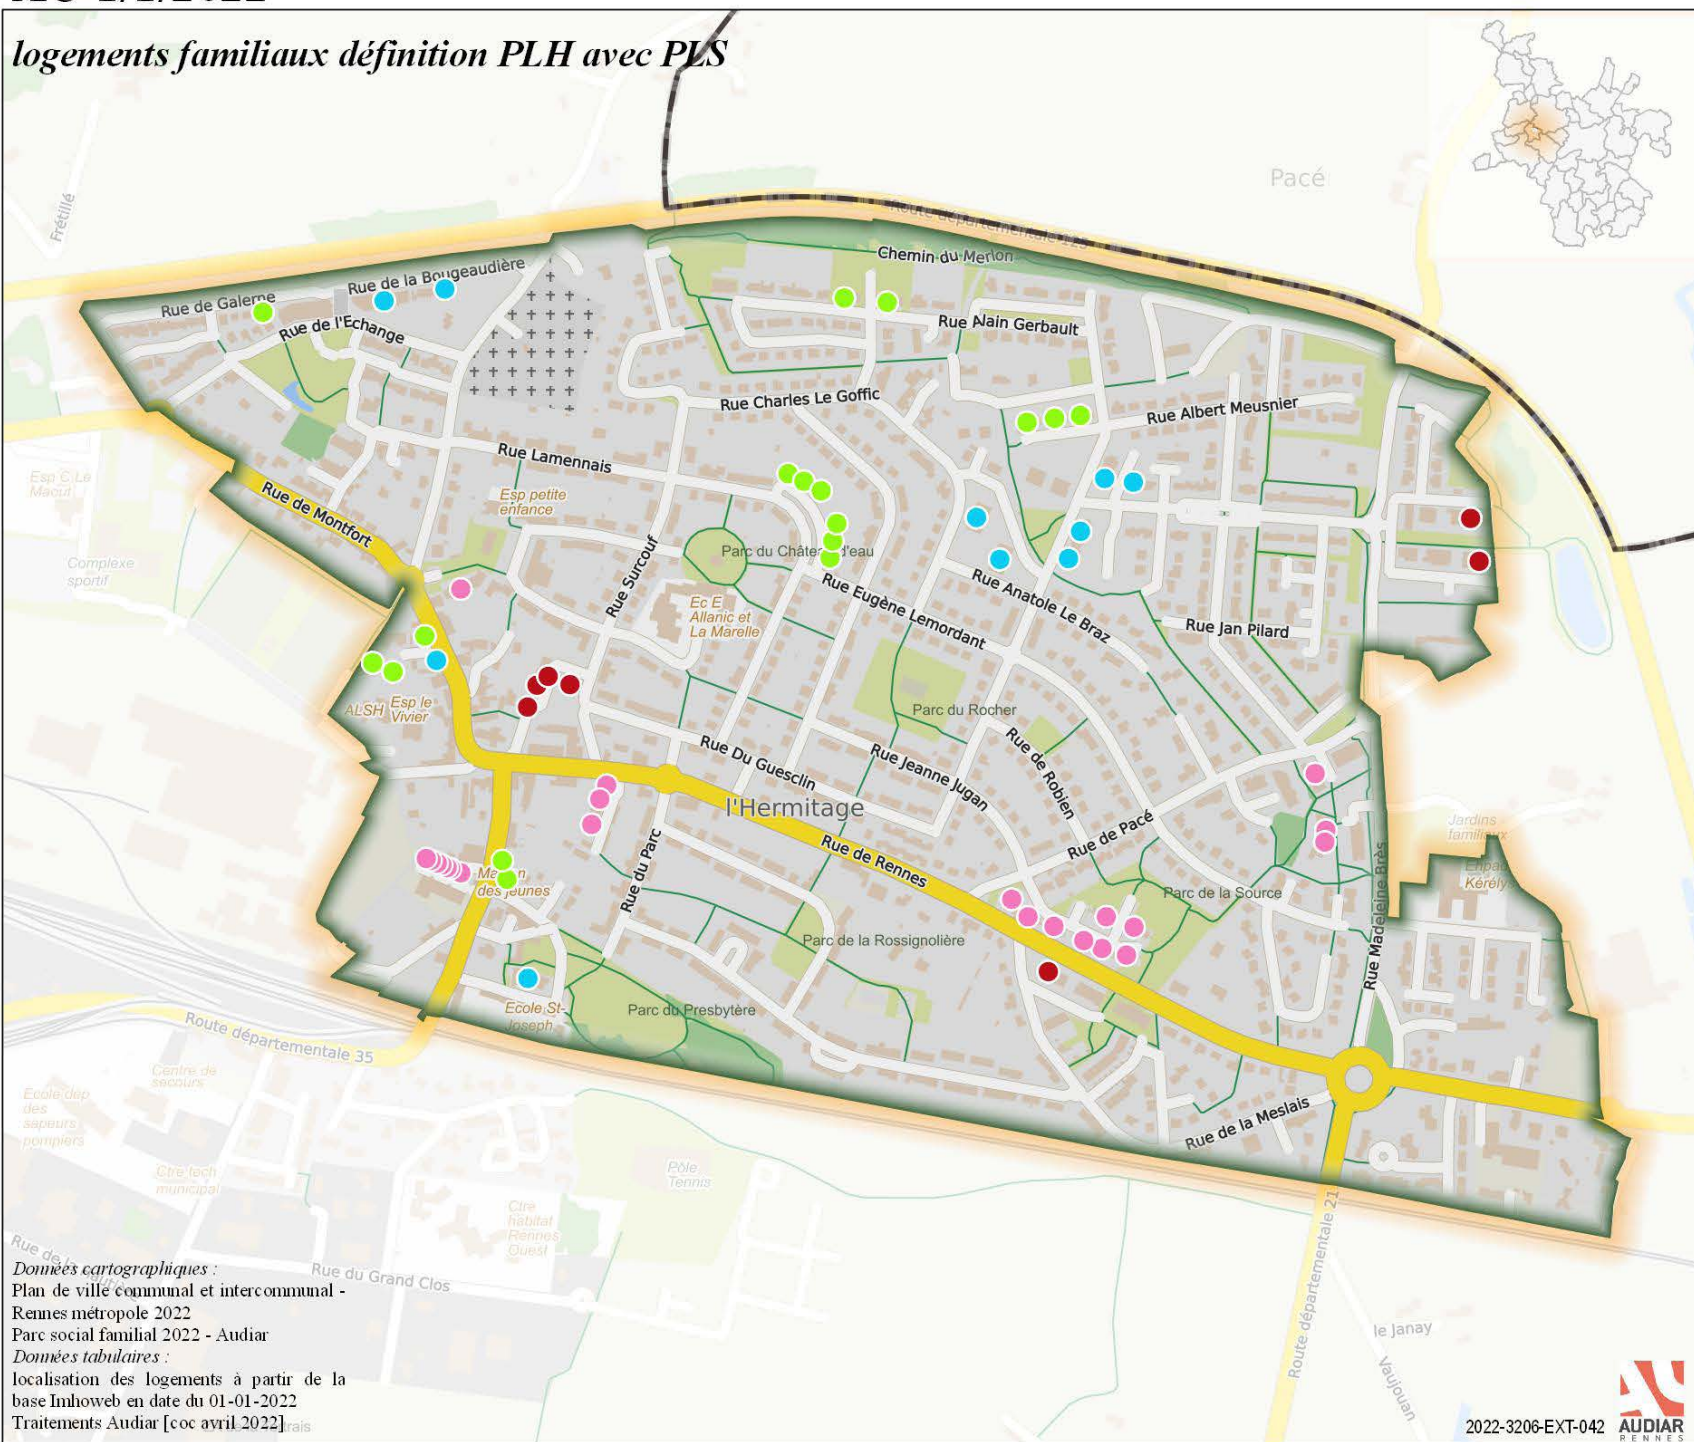 logements familiaux définition PLH avec PLS
Pacé
Frétillé
Route départementale
Chemin du Merlon
Rue de la Bougeaudière
Rue de Galerne
Rue de l'Echange
Rue Alain Gerbault
Rue Charles Le Goffic
Rue Albert Meusnier
Rue Lamennais
Esp C Le
Macut
Esp petite
enfance
Rue de Montfort
Parc du Château d'eau
Complexe
sportif
Rue Surcouf
Rue Eugène Lemordant
Rue Anatole Le Braz
Ec E
Allanic et
La Marelle
Rue Jan Pilard
ALSH
Esp le
Vivier
Parc du Rocher
Rue Du Guesclin
Rue Jeanne Jugan
Rue de Robien
l'Hermitage
Rue de Pacé
Jardins
familiaux
Rue de Rennes
Rue du Parc
Maison
des jeunes
Ehpad
Kérély
Parc de la Source
Rue Madeleine Brès
Parc de la Rossignolière
Ecole St-
Joseph
Parc du Presbytère
Route départementale 35
Centre de
secours
Ecole dép
des
sapeurs
pompiers
Rue de la Meslais
Ctre tech
municipal
Pôle
Tennis
Ctre
habitat
Rennes
Ouest
Route départementale 21
Rue du Grand Clos
le Janay
Vaujouan
Données cartographiques :
Plan de ville communal et intercommunal -
Rennes métropole 2022
Parc social familial 2022 - Audiar
Données tabulaires :
localisation des logements à partir de la
base Imhoweb en date du 01-01-2022
Traitements Audiar [coc avril 2022]
2022-3206-EXT-042
AUDIAR
RENNES